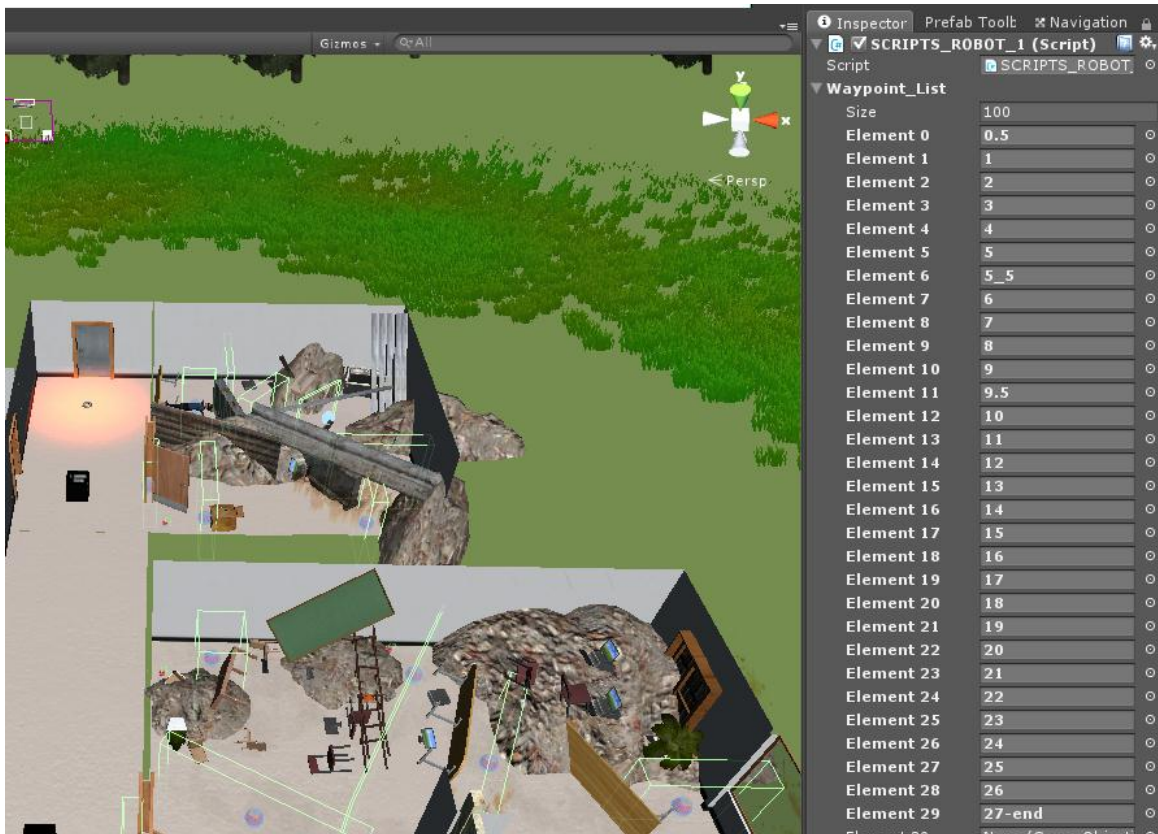 Gizmos
All
y
x
Persp
Inspector Prefab Toolb Navigation
SCRIPTS_ROBOT_1 (Script)
Script SCRIPTS_ROBOT_
Waypoint_List
Size 100
Element 0 0.5
Element 1 1
Element 2 2
Element 3 3
Element 4 4
Element 5 5
Element 6 5_5
Element 7 6
Element 8 7
Element 9 8
Element 10 9
Element 11 9.5
Element 12 10
Element 13 11
Element 14 12
Element 15 13
Element 16 14
Element 17 15
Element 18 16
Element 19 17
Element 20 18
Element 21 19
Element 22 20
Element 23 21
Element 24 22
Element 25 23
Element 26 24
Element 27 25
Element 28 26
Element 29 27-end